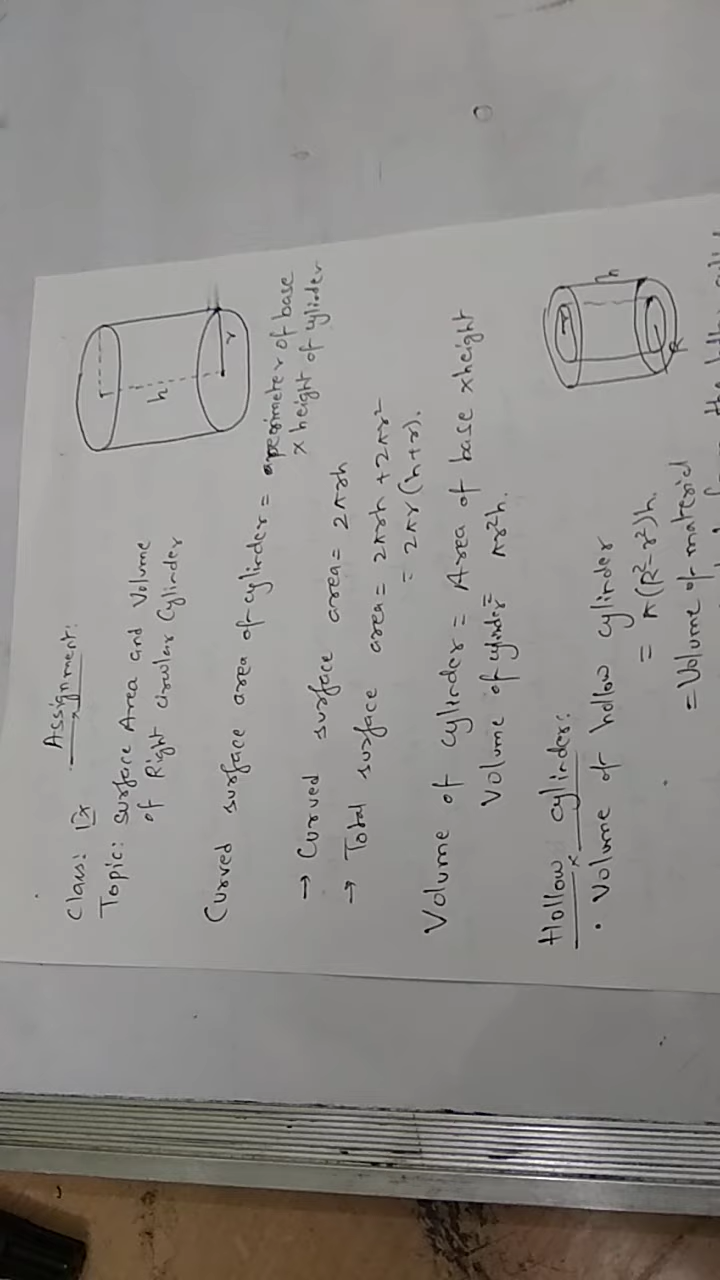 Assignment:
Class: IX
Topic: Surface Area and Volume
of Right Circular Cylinder
h
r
Curved surface area of cylinder = perimeter of base
x height of cylinder
→ Curved surface area = 2πrh
→ Total surface area = 2πrh + 2πr²
= 2πr(h+r).
Volume of cylinder = Area of base x height
Volume of cylinder = πr²h.
Hollow cylinder:
h
R
• Volume of hollow cylinder
= π(R²-r²)h.
= Volume of material